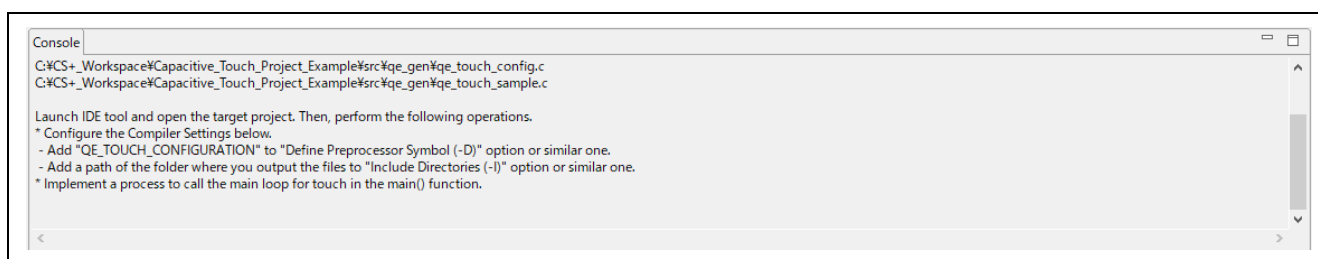 Console
C:¥CS+_Workspace¥Capacitive_Touch_Project_Example¥src¥qe_gen¥qe_touch_config.c
C:¥CS+_Workspace¥Capacitive_Touch_Project_Example¥src¥qe_gen¥qe_touch_sample.c
Launch IDE tool and open the target project. Then, perform the following operations.
* Configure the Compiler Settings below.
- Add "QE_TOUCH_CONFIGURATION" to "Define Preprocessor Symbol (-D)" option or similar one.
- Add a path of the folder where you output the files to "Include Directories (-I)" option or similar one.
* Implement a process to call the main loop for touch in the main() function.